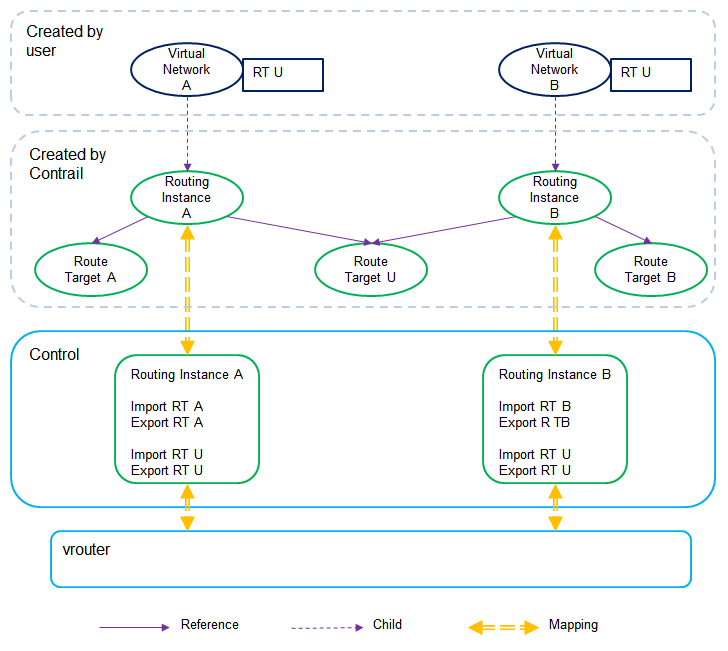 Created by
user
Virtual
Network
A
RT U
Virtual
Network
B
RT U
Created by
Contrail
Routing
Instance
A
Routing
Instance
B
Route
Target A
Route
Target U
Route
Target B
Control
Routing Instance A
Import RT A
Export RT A
Import RT U
Export RT U
Routing Instance B
Import RT B
Export R TB
Import RT U
Export RT U
vrouter
Reference
Child
Mapping